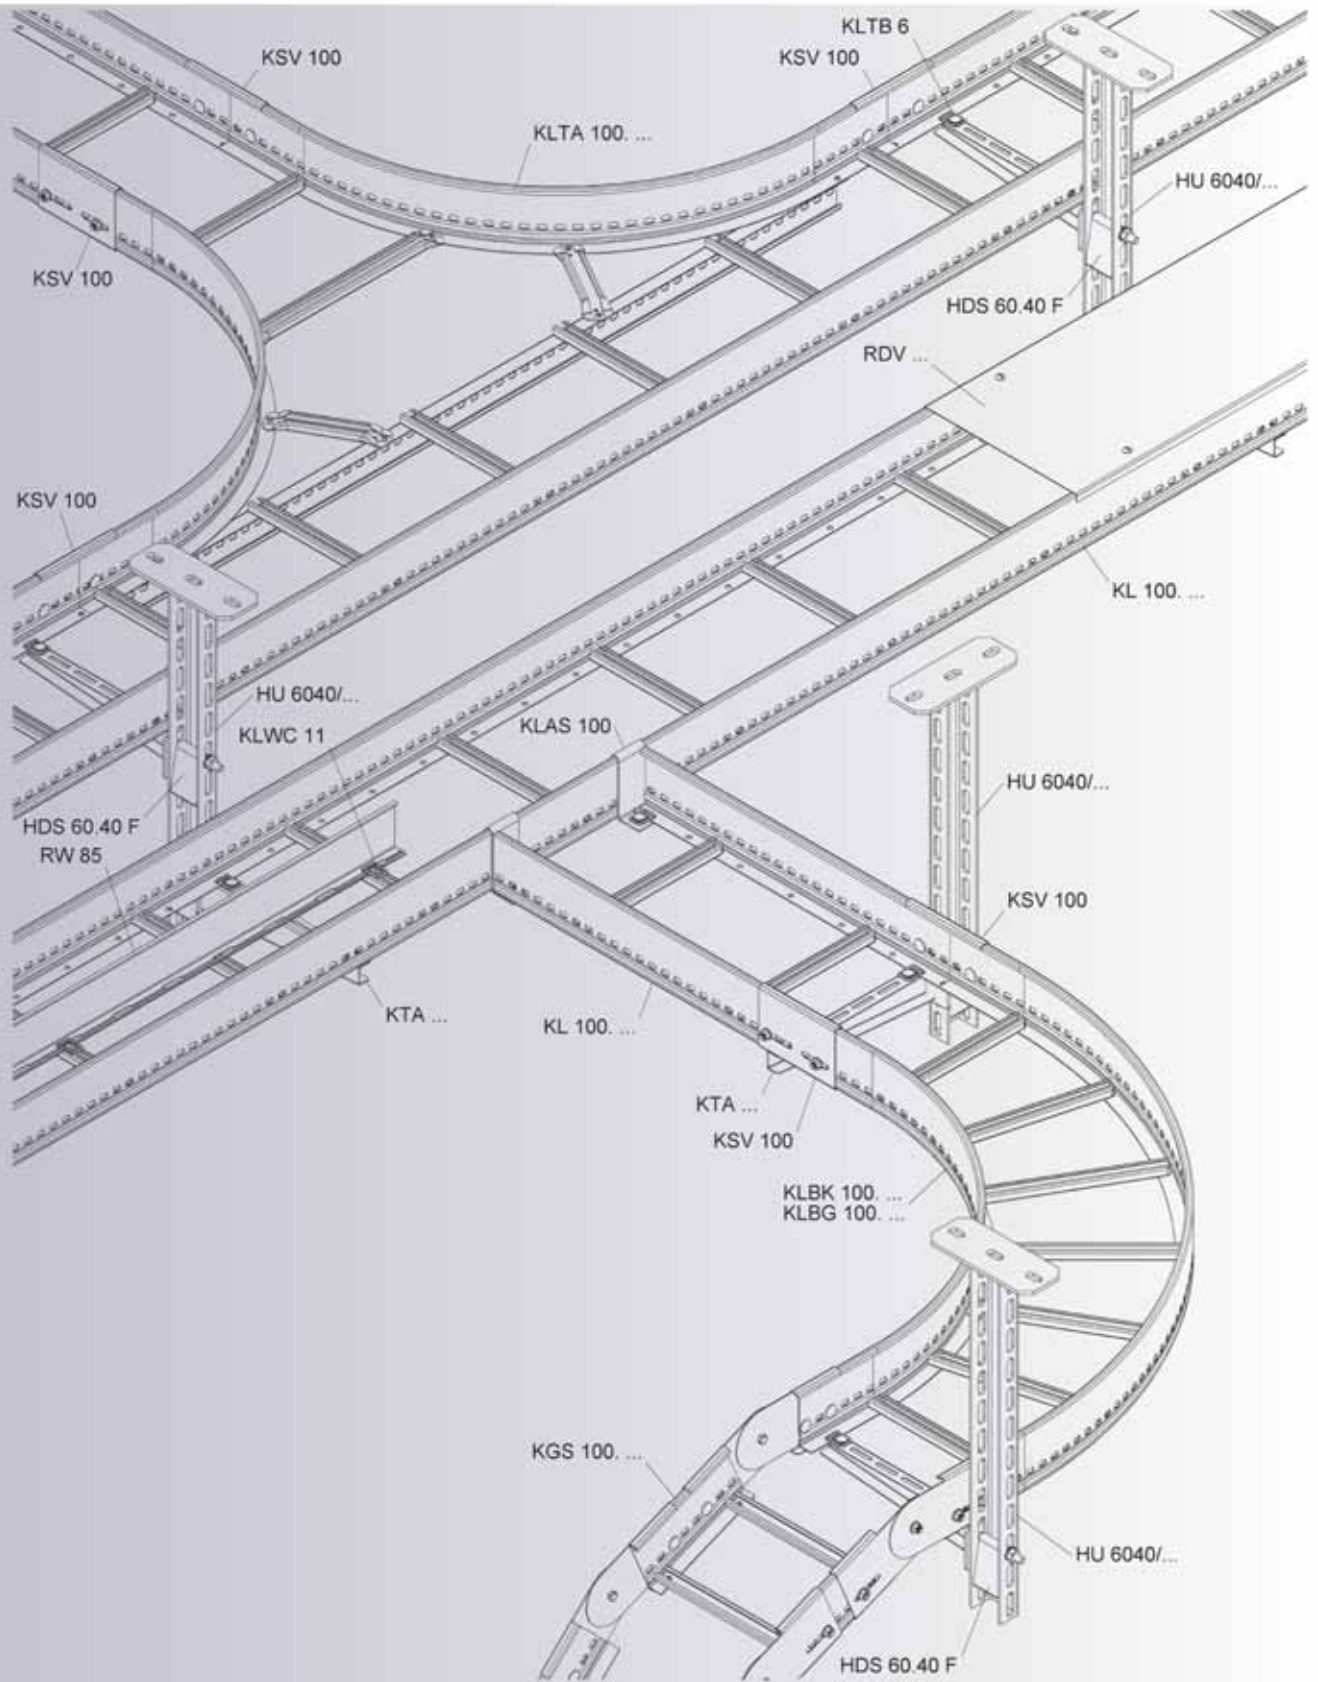 KLTB 6
KSV 100
KSV 100
KLTA 100. ...
HU 6040/...
KSV 100
HDS 60.40 F
RDV ...
KSV 100
KL 100. ...
HU 6040/...
KLAS 100
KLWC 11
HU 6040/...
HDS 60.40 F
RW 85
KSV 100
KTA ...
KL 100. ...
KTA ...
KSV 100
KLBK 100. ...
KLBG 100. ...
KGS 100. ...
HU 6040/...
HDS 60.40 F